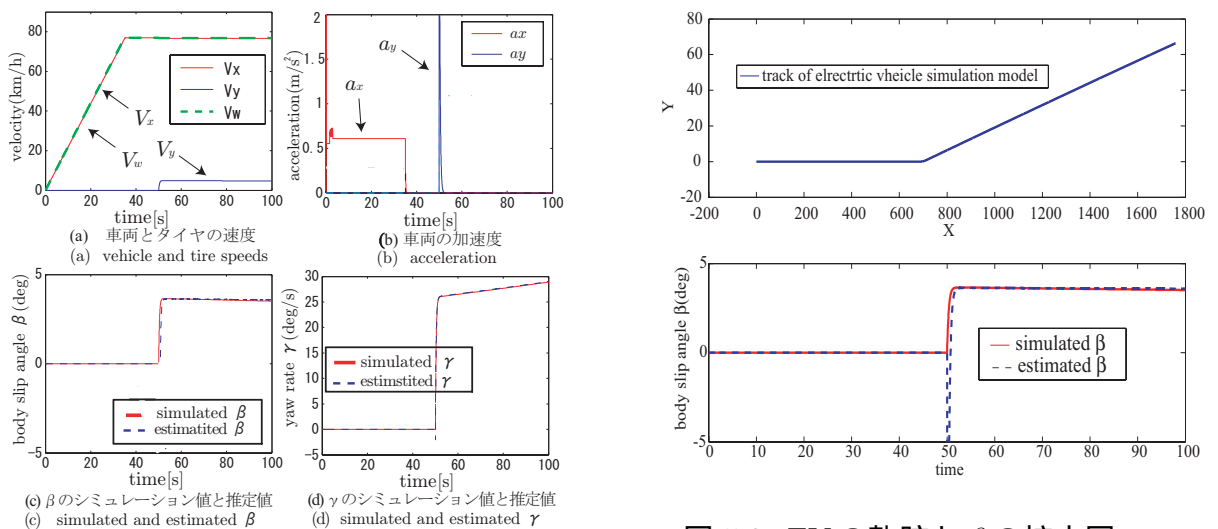 velocity(km/h)
80
60
40
20
0
Vx
Vy
Vw
Vx
Vw
Vy
0 20 40 60 80 100
time[s]
(a) 車両とタイヤの速度
(a) vehicle and tire speeds
acceleration(m/s²)
2
1.5
1
0.5
0
ax
ay
ay
ax
0 20 40 60 80 100
time[s]
(b) 車両の加速度
(b) acceleration
body slip angle β(deg)
5
0
-5
simulated β
estimatited β
0 20 40 60 80 100
time[s]
(c) βのシミュレーション値と推定値
(c) simulated and estimated β
yaw rate γ (deg/s)
30
25
20
15
10
5
0
-5
simulated γ
estimstited γ
0 20 40 60 80 100
time[s]
(d) γのシミュレーション値と推定値
(d) simulated and estimated γ
Y
80
60
40
20
0
-20
track of elrectrtic vheicle simulation model
-200 0 200 400 600 800 1000 1200 1400 1600 1800
X
body slip angle β(deg)
5
0
-5
simulated β
estimated β
0 10 20 30 40 50 60 70 80 90 100
time